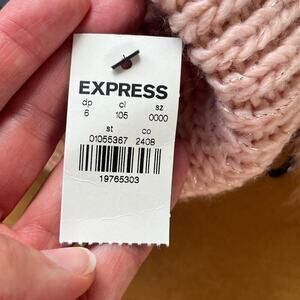 EXPRESS
dp cl sz
6 105 0000
st co
01055367 2408
19765303